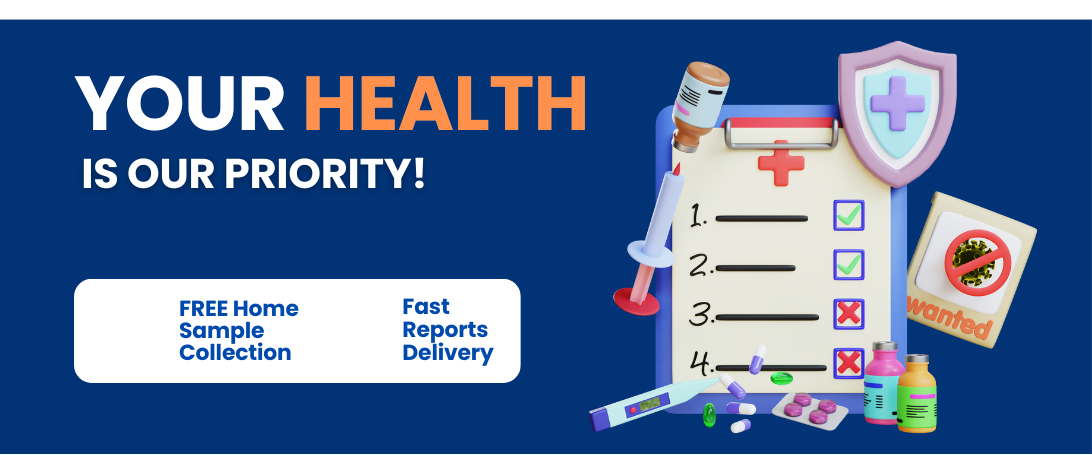 YOUR HEALTH
IS OUR PRIORITY!
FREE Home
Sample
Collection
Fast
Reports
Delivery
1.
2.
3.
4.
wanted